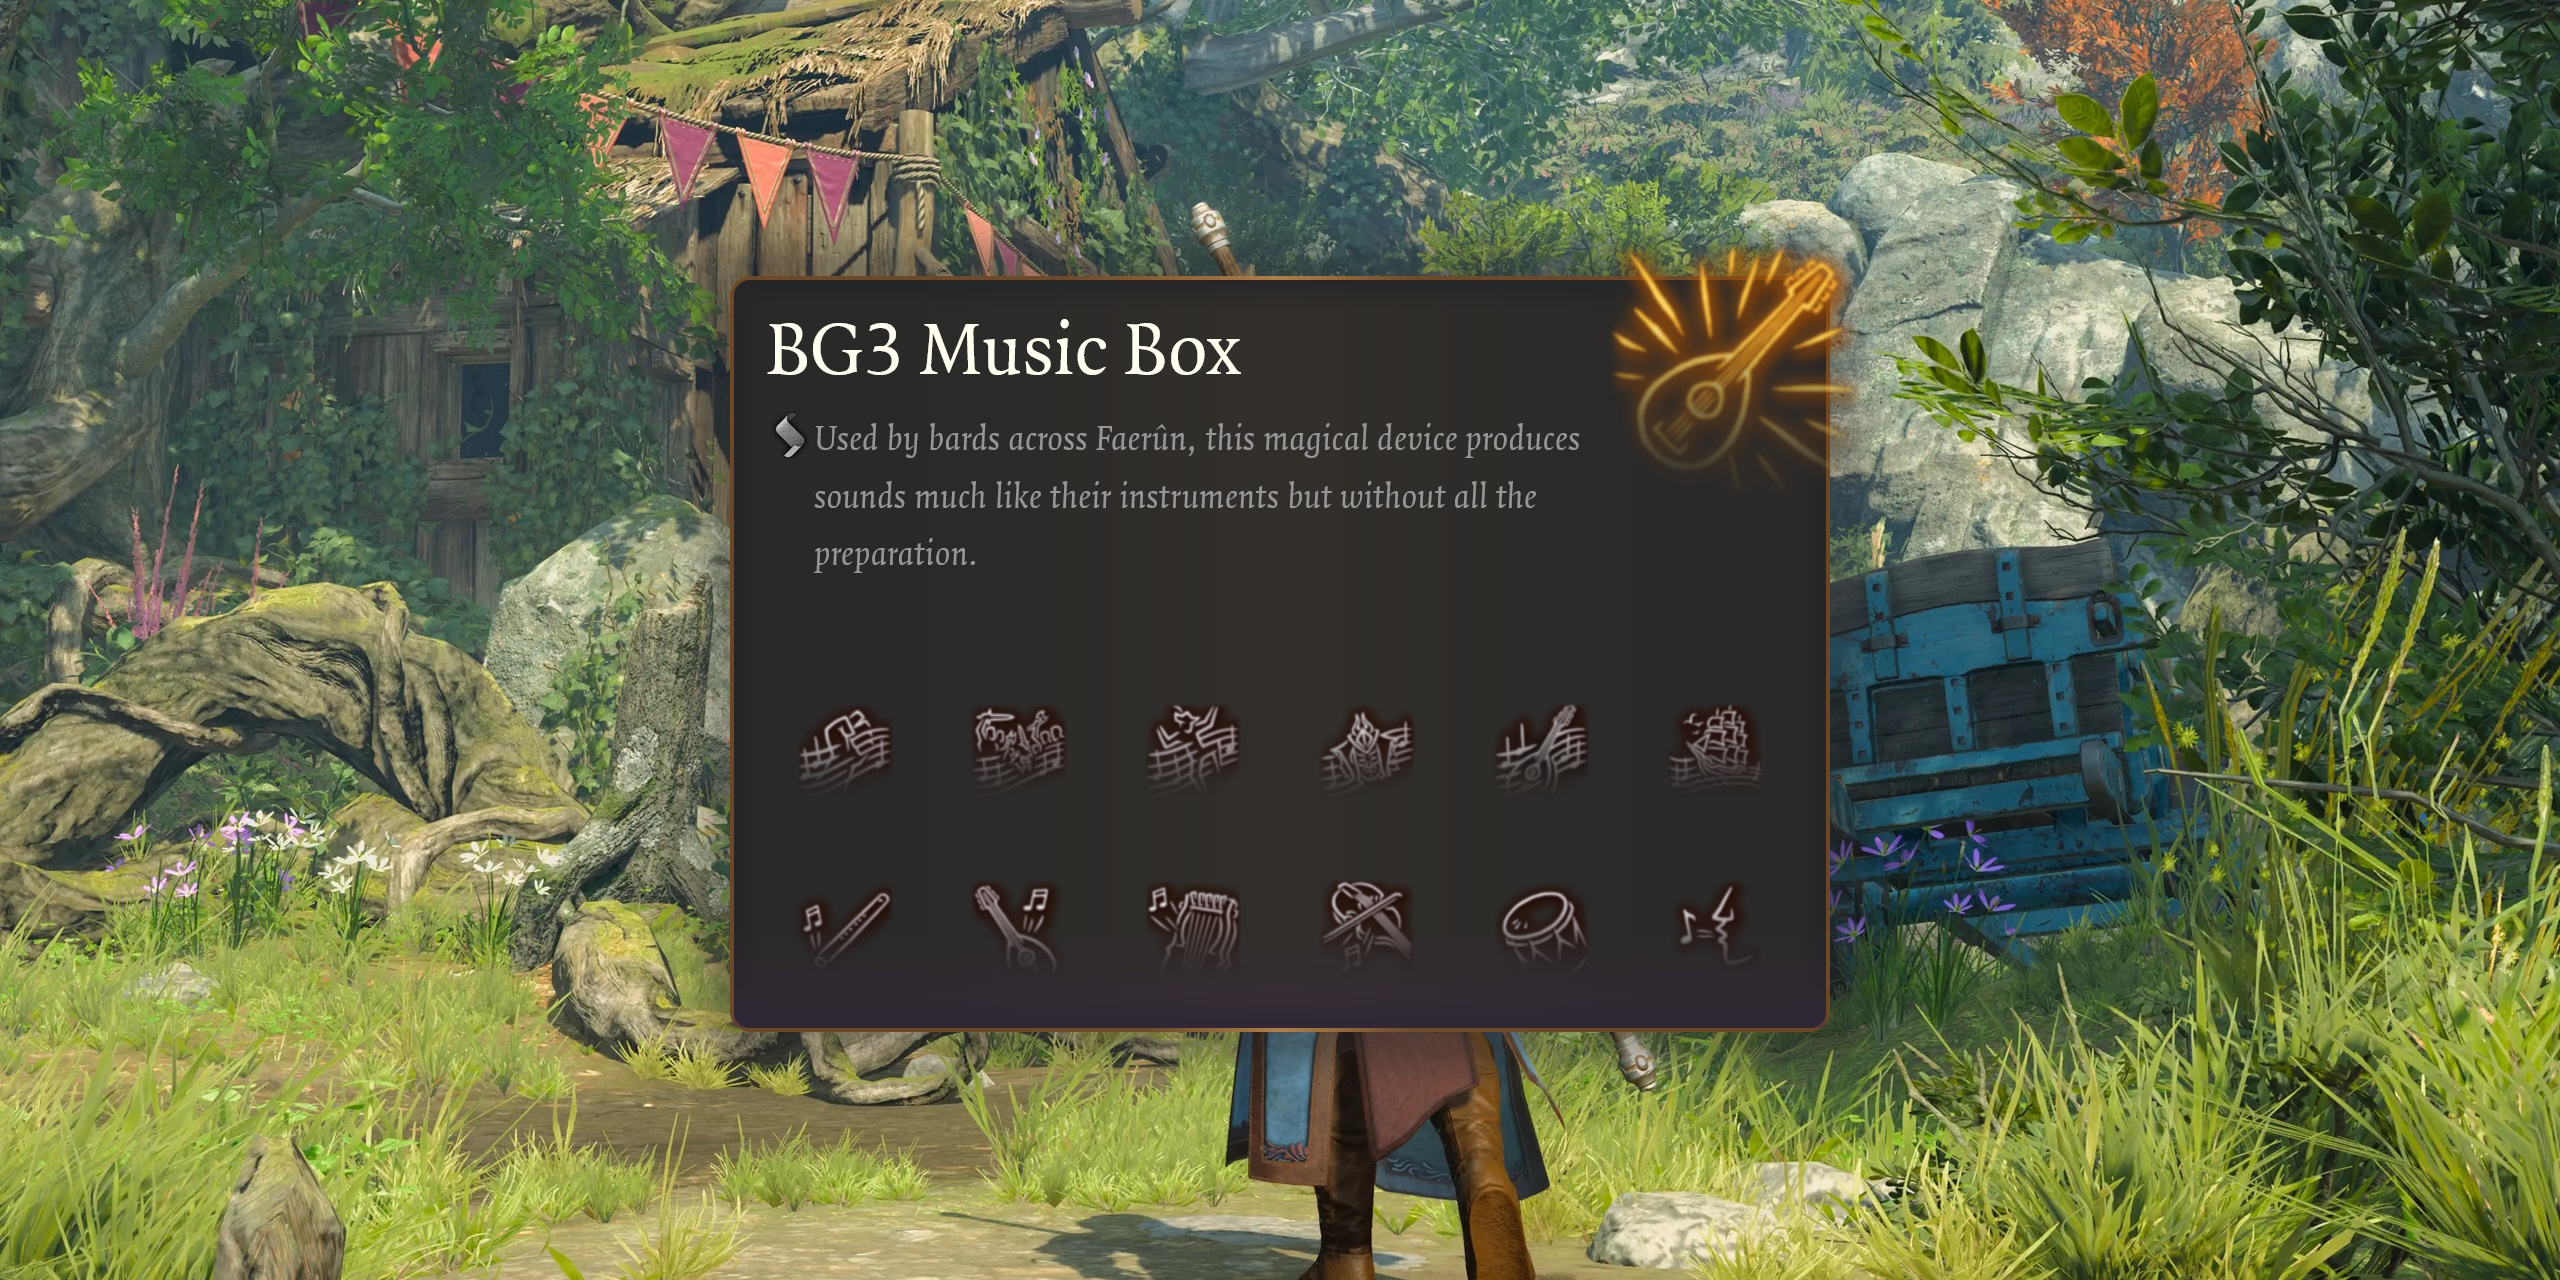 BG3 Music Box
Used by bards across Faerûn, this magical device produces
sounds much like their instruments but without all the
preparation.